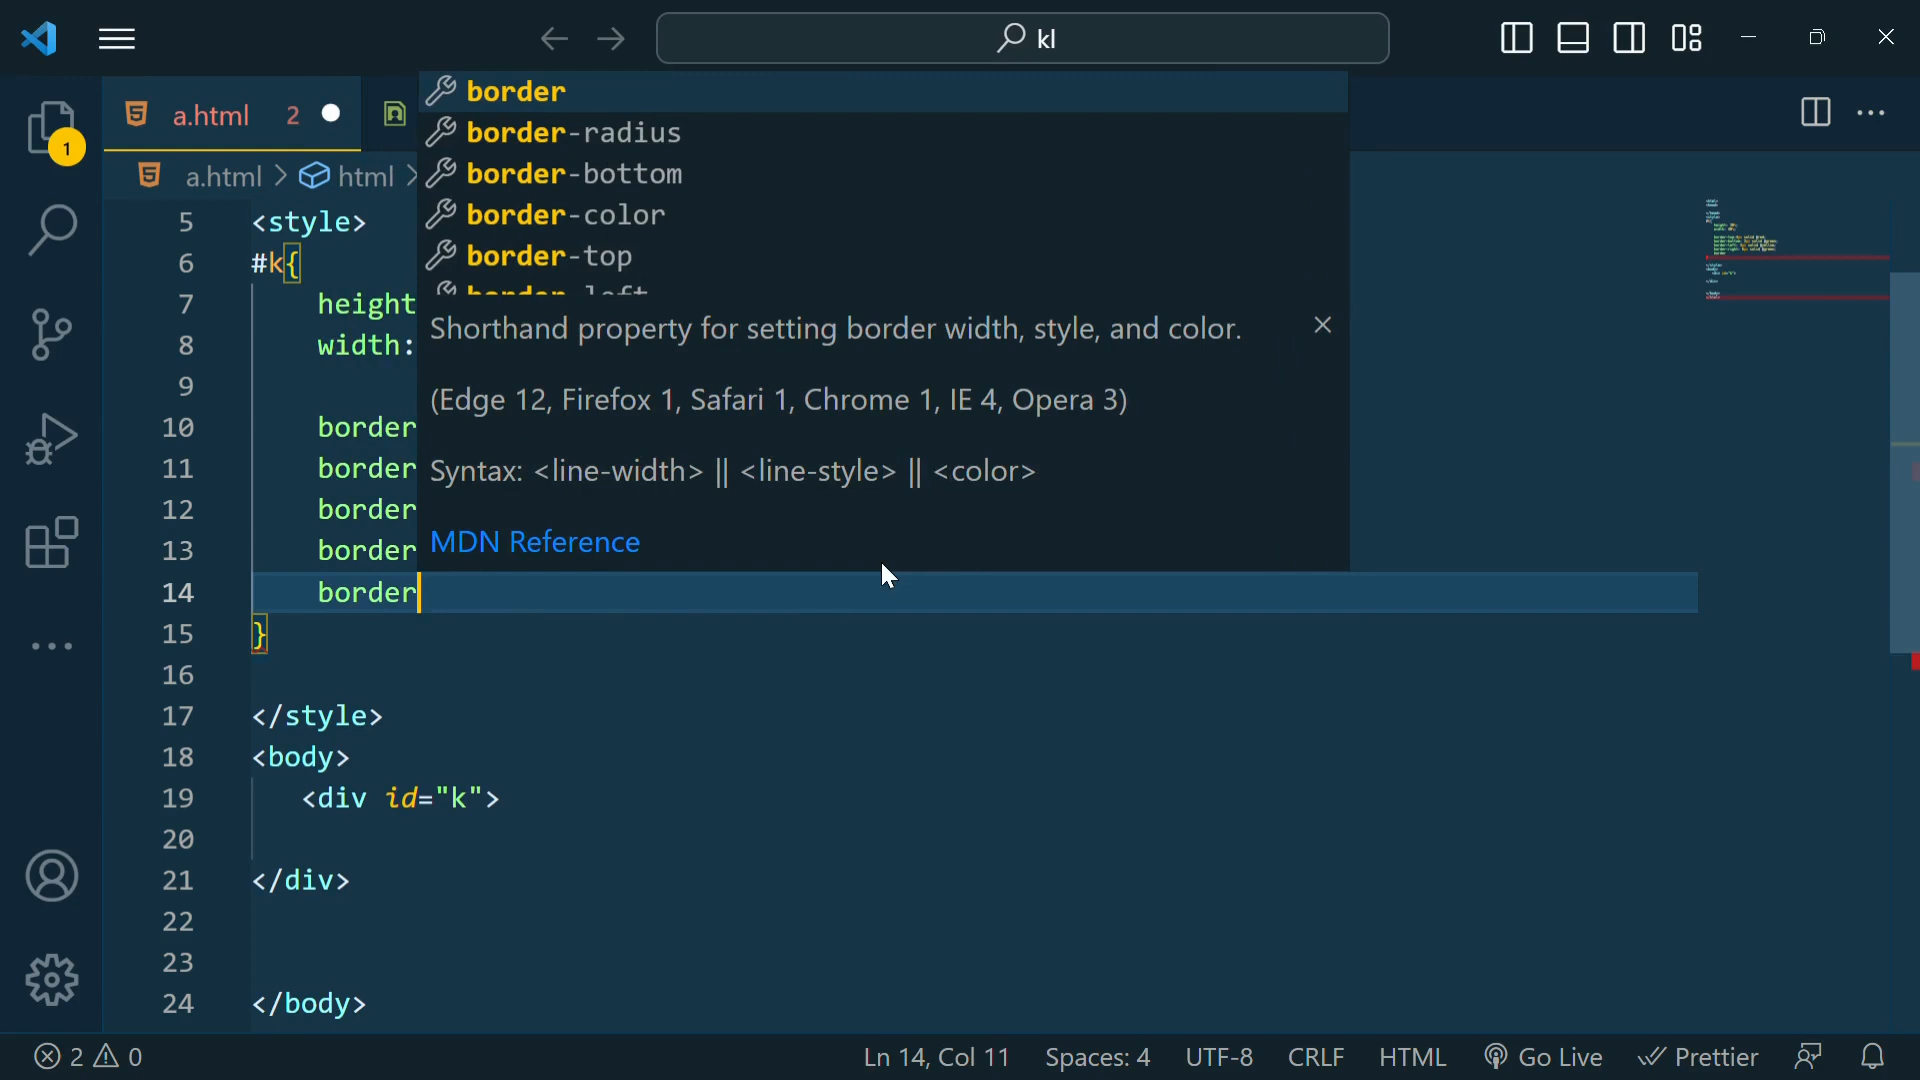 kl
a.html 2
a.html > html >
border
border-radius
border-bottom
border-color
border-top
border-left
Shorthand property for setting border width, style, and color.
(Edge 12, Firefox 1, Safari 1, Chrome 1, IE 4, Opera 3)
Syntax: <line-width> || <line-style> || <color>
MDN Reference
1
5 <style>
6 #k{
7 height
8 width:
9
10 border
11 border
12 border
13 border
14 border
15 }
16
17 </style>
18 <body>
19 <div id="k">
20
21 </div>
22
23
24 </body>
2 0
Ln 14, Col 11 Spaces: 4 UTF-8 CRLF HTML Go Live Prettier